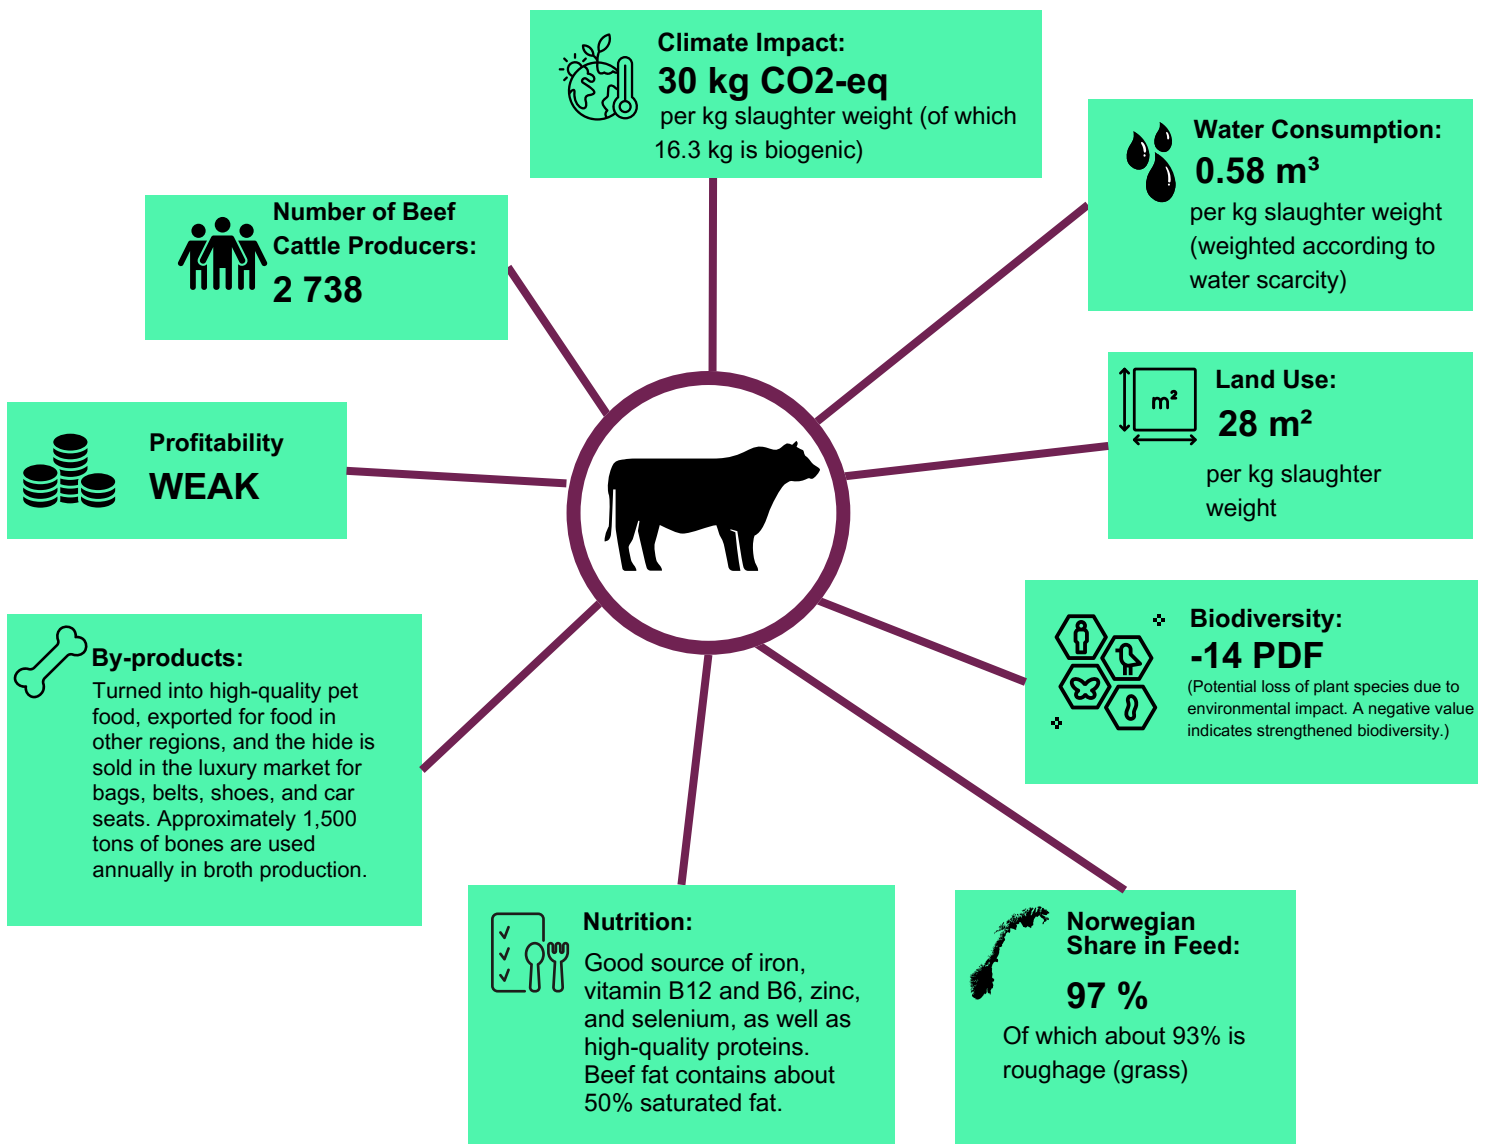 Climate Impact:
30 kg CO2-eq
per kg slaughter weight (of which
16.3 kg is biogenic)
Water Consumption:
0.58 m³
per kg slaughter weight
(weighted according to
water scarcity)
Number of Beef
Cattle Producers:
2 738
m²
Land Use:
28 m²
per kg slaughter
weight
Profitability
WEAK
Biodiversity:
-14 PDF
(Potential loss of plant species due to
environmental impact. A negative value
indicates strengthened biodiversity.)
By-products:
Turned into high-quality pet
food, exported for food in
other regions, and the hide is
sold in the luxury market for
bags, belts, shoes, and car
seats. Approximately 1,500
tons of bones are used
annually in broth production.
Nutrition:
Good source of iron,
vitamin B12 and B6, zinc,
and selenium, as well as
high-quality proteins.
Beef fat contains about
50% saturated fat.
Norwegian
Share in Feed:
97 %
Of which about 93% is
roughage (grass)